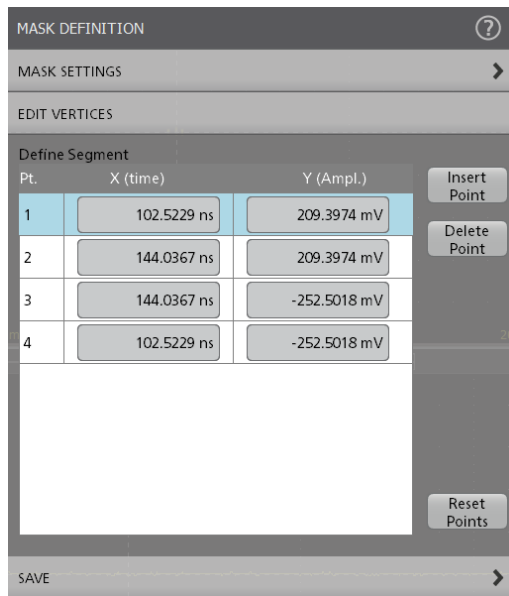 MASK DEFINITION ?
MASK SETTINGS
EDIT VERTICES
Define Segment
Pt. X (time) Y (Ampl.)
1 102.5229 ns 209.3974 mV
2 144.0367 ns 209.3974 mV
3 144.0367 ns -252.5018 mV
4 102.5229 ns -252.5018 mV
Insert
Point
Delete
Point
Reset
Points
SAVE